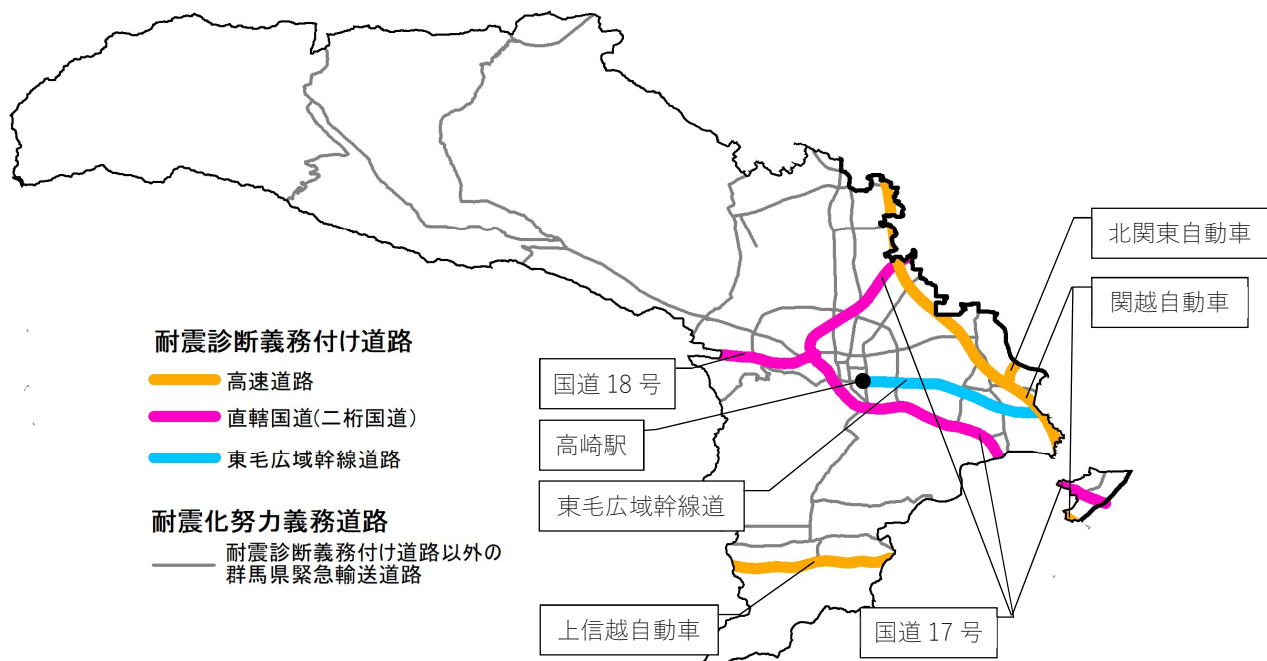 北関東自動車
関越自動車
耐震診断義務付け道路
高速道路
直轄国道(二桁国道)
東毛広域幹線道路
耐震化努力義務道路
耐震診断義務付け道路以外の
群馬県緊急輸送道路
国道 18 号
高崎駅
東毛広域幹線道
上信越自動車
国道 17 号